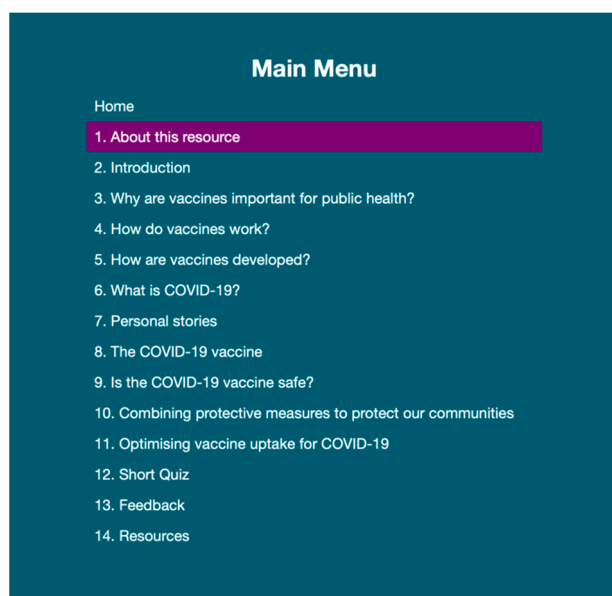 Main Menu
Home
1. About this resource
2. Introduction
3. Why are vaccines important for public health?
4. How do vaccines work?
5. How are vaccines developed?
6. What is COVID-19?
7. Personal stories
8. The COVID-19 vaccine
9. Is the COVID-19 vaccine safe?
10. Combining protective measures to protect our communities
11. Optimising vaccine uptake for COVID-19
12. Short Quiz
13. Feedback
14. Resources